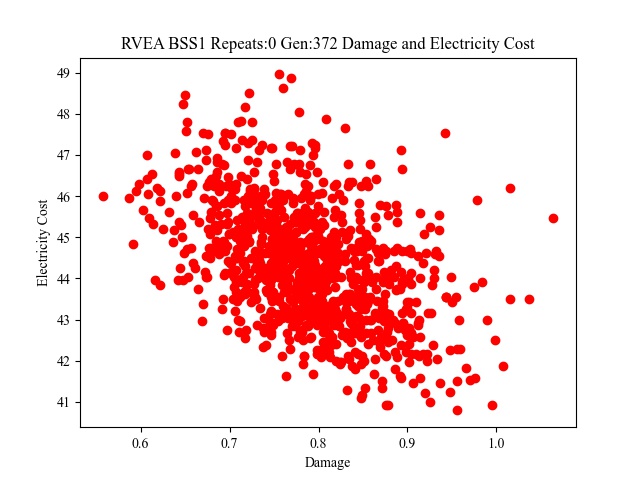 RVEA BSS1 Repeats:0 Gen:372 Damage and Electricity Cost
49
48
47
46
45
44
43
42
41
Electricity Cost
0.6 0.7 0.8 0.9 1.0
Damage